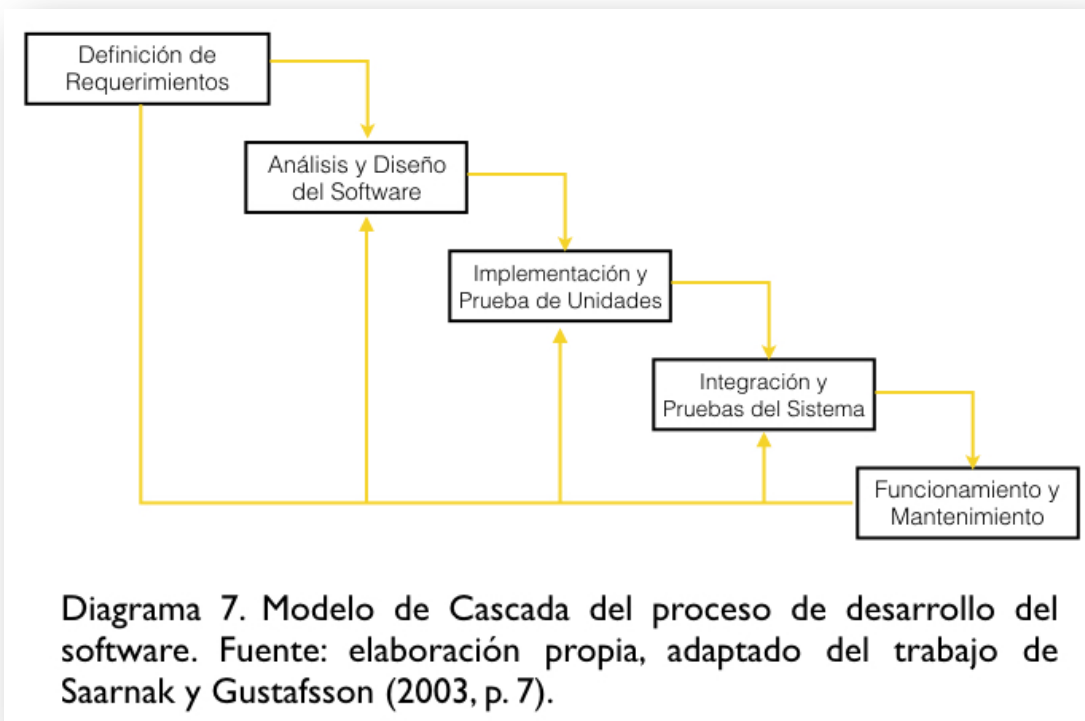 Definición de
Requerimientos
Análisis y Diseño
del Software
Implementación y
Prueba de Unidades
Integración y
Pruebas del Sistema
Funcionamiento y
Mantenimiento
Diagrama 7. Modelo de Cascada del proceso de desarrollo del
software. Fuente: elaboración propia, adaptado del trabajo de
Saarnak y Gustafsson (2003, p. 7).